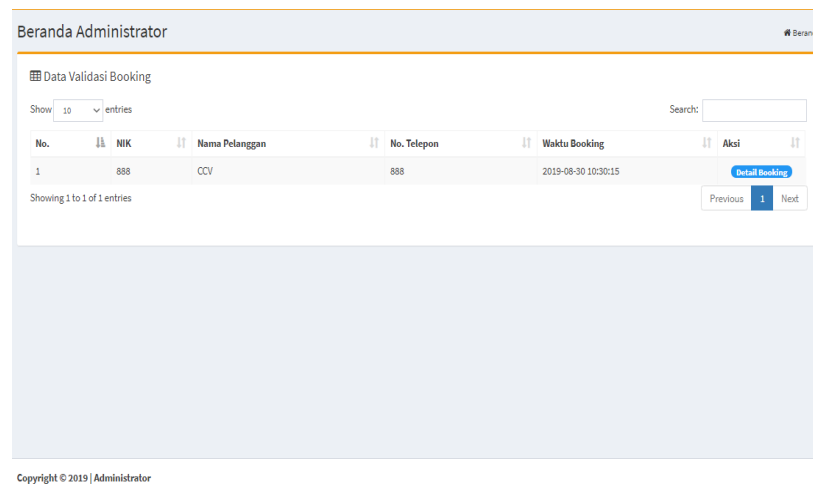 Beranda Administrator
Beran
Data Validasi Booking
Show 10 entries
Search:
No. NIK Nama Pelanggan No. Telepon Waktu Booking Aksi
1 888 CCV 888 2019-08-30 10:30:15 Detail Booking
Showing 1 to 1 of 1 entries
Previous 1 Next
Copyright © 2019 | Administrator